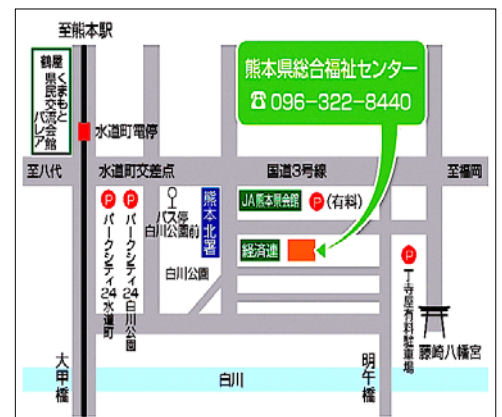 至熊本駅
鶴屋
くまもと
県民交流会館
パレア
熊本県総合福祉センター
☎ 096-322-8440
水道町電停
至八代
水道町交差点
国道3号線
至福岡
P
パークシティ24水道町
P
パークシティ24白川公園
バス停
白川公園前
熊本北署
JA熊本県会館
P (有料)
経済連
白川公園
P
丁寺屋有料駐車場
藤崎八幡宮
大甲橋
白川
明午橋